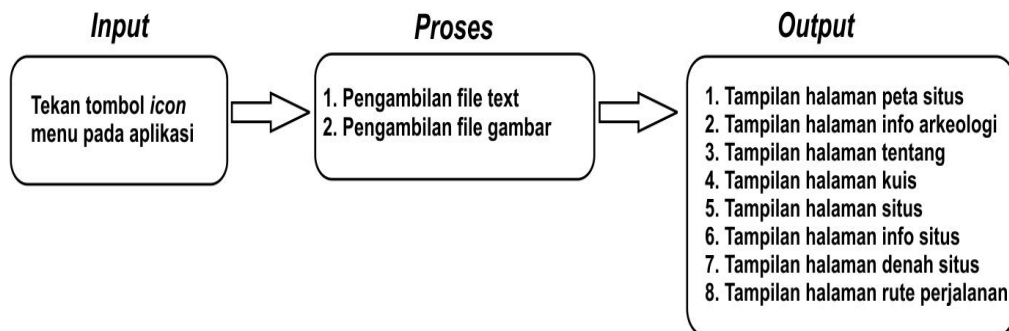 Input
Tekan tombol icon
menu pada aplikasi
Proses
1. Pengambilan file text
2. Pengambilan file gambar
Output
1. Tampilan halaman peta situs
2. Tampilan halaman info arkeologi
3. Tampilan halaman tentang
4. Tampilan halaman kuis
5. Tampilan halaman situs
6. Tampilan halaman info situs
7. Tampilan halaman denah situs
8. Tampilan halaman rute perjalanan